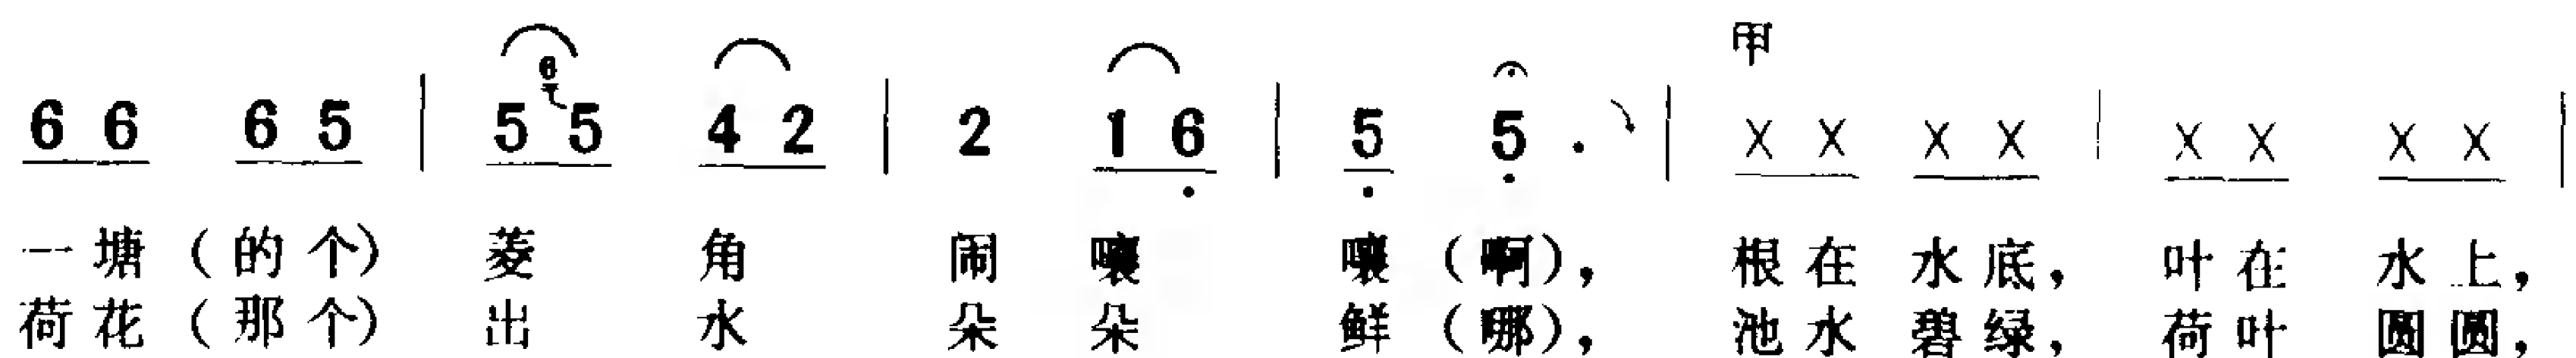 甲
6 6 6 5 | 5 6 5 4 2 | 2 1 6 | 5 5 . | X X X X | X X X X |
一塘（的个）菱角闹嚷嚷（啊），根在水底，叶在水上，
荷花（那个）出水朵朵鲜（哪），池水碧绿，荷叶圆圆，